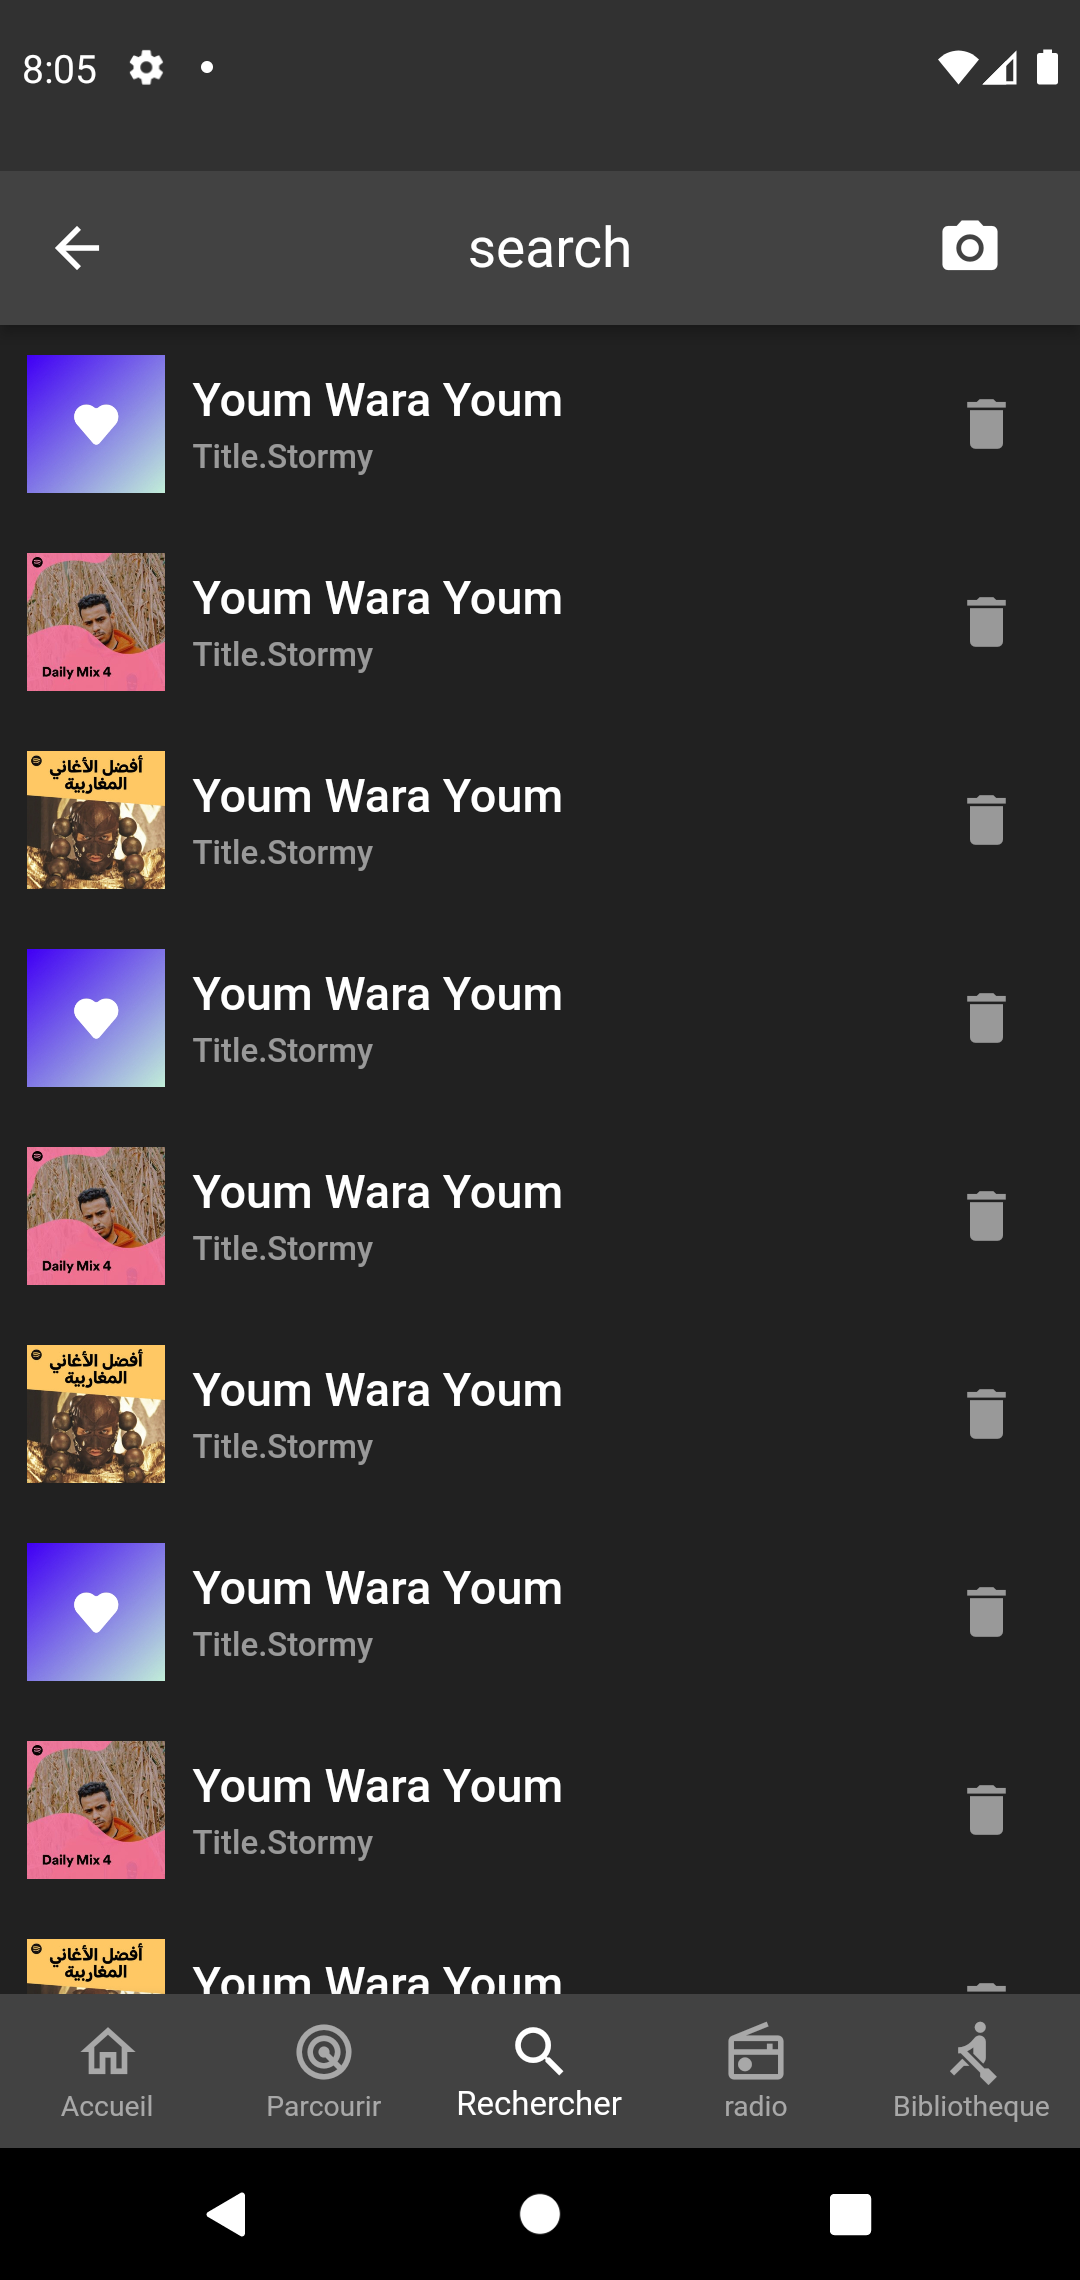 8:05
search
Youm Wara Youm
Title.Stormy
Youm Wara Youm
Title.Stormy
Daily Mix 4
أفضل الأغاني
المغاربية
Youm Wara Youm
Title.Stormy
Youm Wara Youm
Title.Stormy
Youm Wara Youm
Title.Stormy
Daily Mix 4
أفضل الأغاني
المغاربية
Youm Wara Youm
Title.Stormy
Youm Wara Youm
Title.Stormy
Youm Wara Youm
Title.Stormy
Daily Mix 4
أفضل الأغاني
المغاربية
Youm Wara Youm
Accueil
Parcourir
Rechercher
radio
Bibliotheque